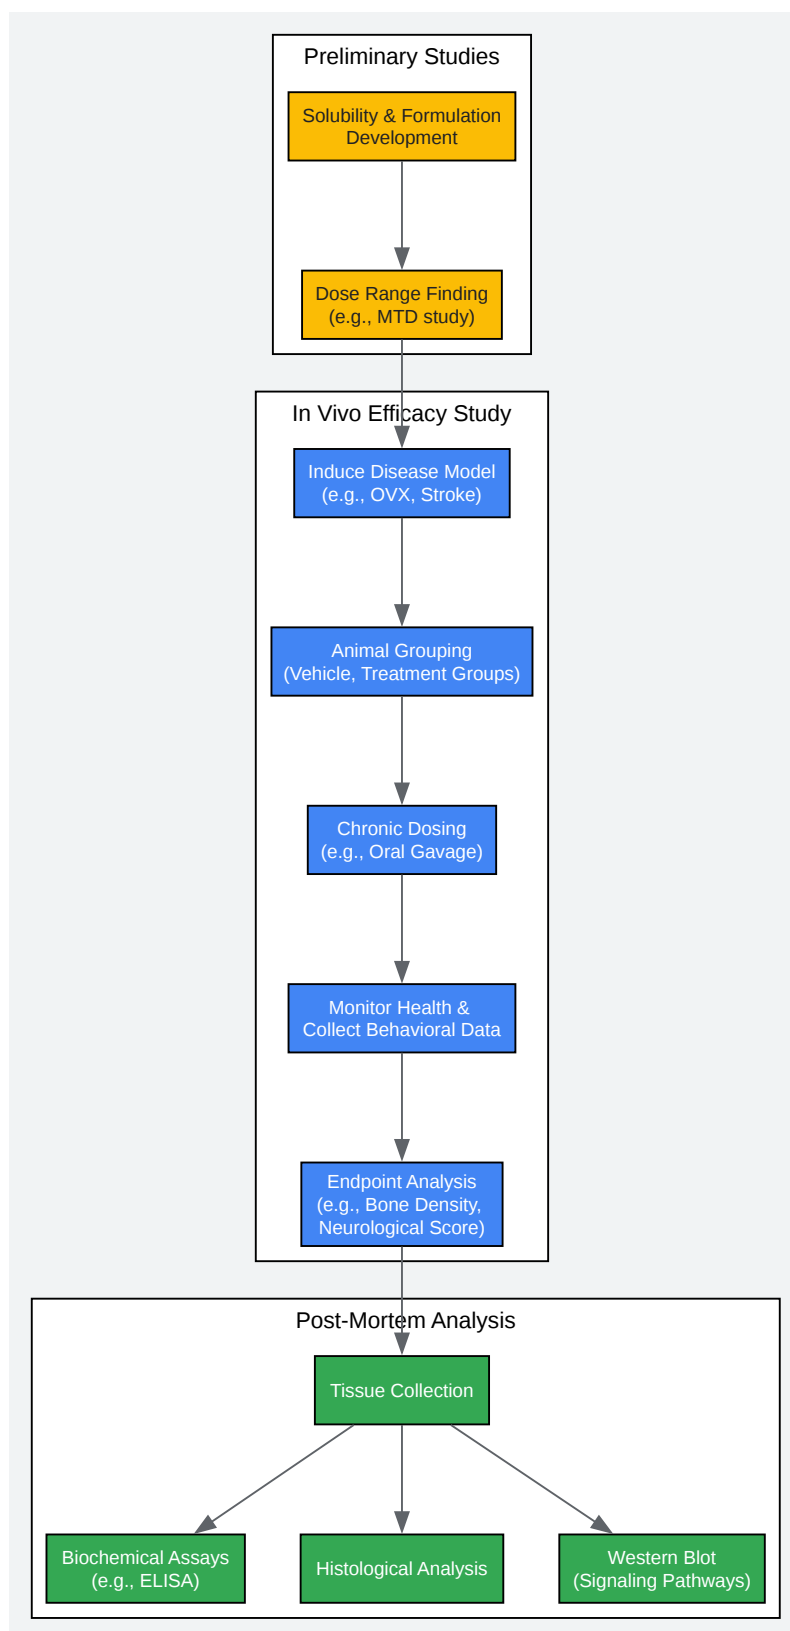 Preliminary Studies
Solubility & Formulation
Development
Dose Range Finding
(e.g., MTD study)
In Vivo Efficacy Study
Induce Disease Model
(e.g., OVX, Stroke)
Animal Grouping
(Vehicle, Treatment Groups)
Chronic Dosing
(e.g., Oral Gavage)
Monitor Health &
Collect Behavioral Data
Endpoint Analysis
(e.g., Bone Density,
Neurological Score)
Post-Mortem Analysis
Tissue Collection
Biochemical Assays
(e.g., ELISA)
Histological Analysis
Western Blot
(Signaling Pathways)